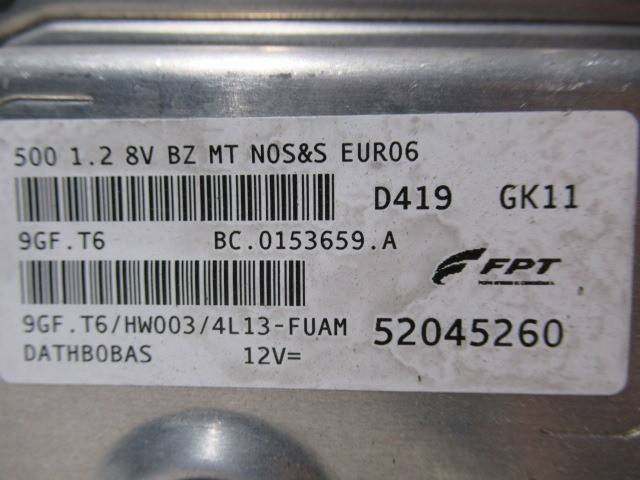 500 1.2 8V BZ MT NOS&S EURO6
D419 GK11
9GF.T6 BC.0153659.A
FPT
9GF.T6/HW003/4L13-FUAM 52045260
DATHBOBAS 12V=